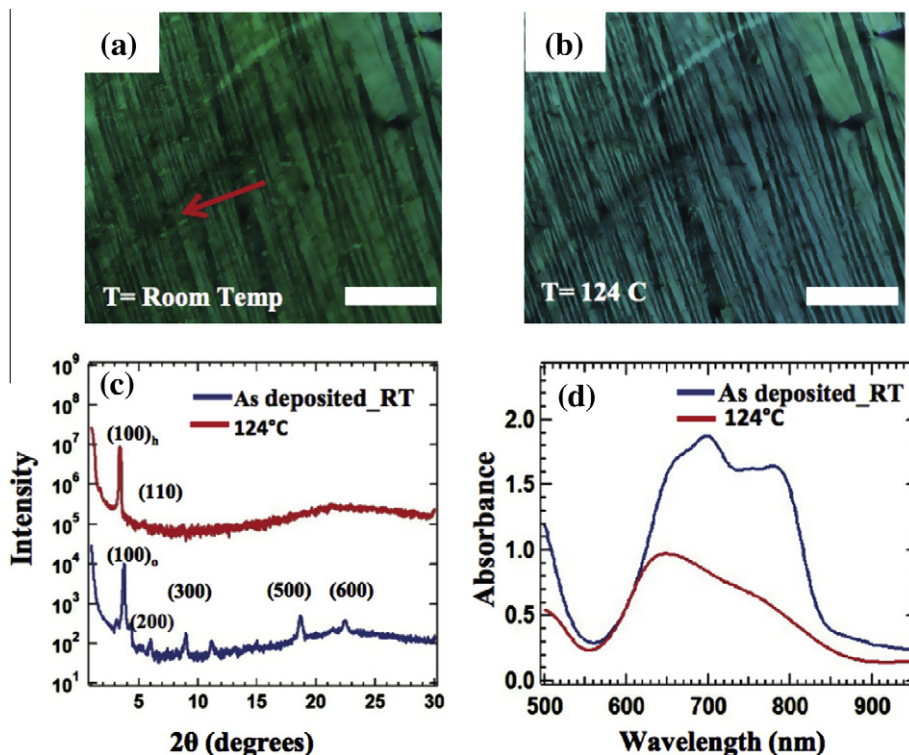 (a)
T= Room Temp
(b)
T= 124 C
(c)
As deposited_RT
124°C
(100)h
(110)
(100)o
(200)
(300)
(500)
(600)
10⁹
10⁸
10⁷
10⁶
10⁵
10⁴
10³
10²
10¹
Intensity
5 10 15 20 25 30
2θ (degrees)
(d)
As deposited_RT
124°C
2.0
1.5
1.0
0.5
0.0
Absorbance
500 600 700 800 900
Wavelength (nm)